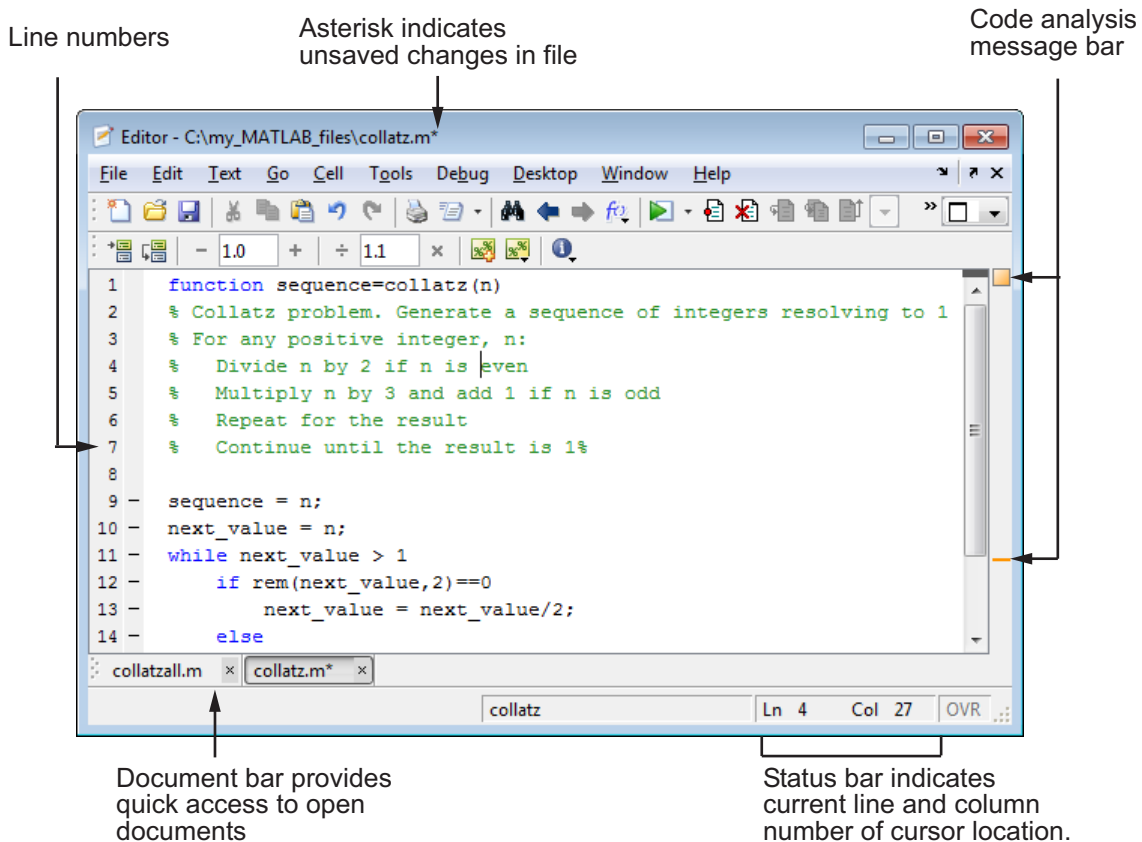 Line numbers
Asterisk indicates
unsaved changes in file
Code analysis
message bar
Editor - C:\my_MATLAB_files\collatz.m*
File Edit Text Go Cell Tools Debug Desktop Window Help
− 1.0 + ÷ 1.1 ×
1 function sequence=collatz(n)
2 % Collatz problem. Generate a sequence of integers resolving to 1
3 % For any positive integer, n:
4 %   Divide n by 2 if n is even
5 %   Multiply n by 3 and add 1 if n is odd
6 %   Repeat for the result
7 %   Continue until the result is 1%
8
9 − sequence = n;
10 − next_value = n;
11 − while next_value > 1
12 −     if rem(next_value,2)==0
13 −         next_value = next_value/2;
14 −     else
collatzall.m × collatz.m* ×
collatz Ln 4 Col 27 OVR
Document bar provides
quick access to open
documents
Status bar indicates
current line and column
number of cursor location.